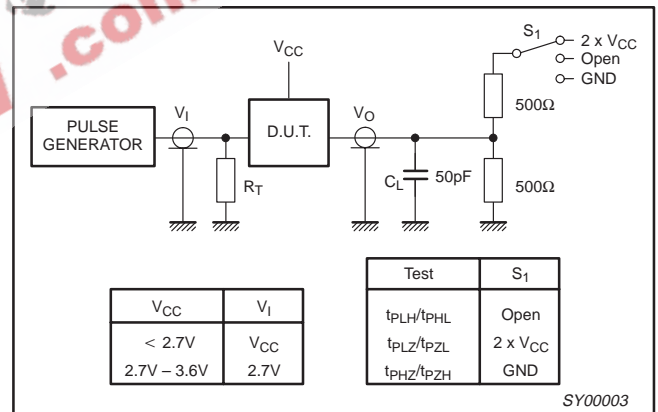 .com
S1
2 x VCC
Open
GND
VCC
500Ω
PULSE
GENERATOR
VI
D.U.T.
VO
RT
CL
50pF
500Ω
VCC VI
< 2.7V VCC
2.7V – 3.6V 2.7V
Test S1
tPLH/tPHL Open
tPLZ/tPZL 2 x VCC
tPHZ/tPZH GND
SY00003